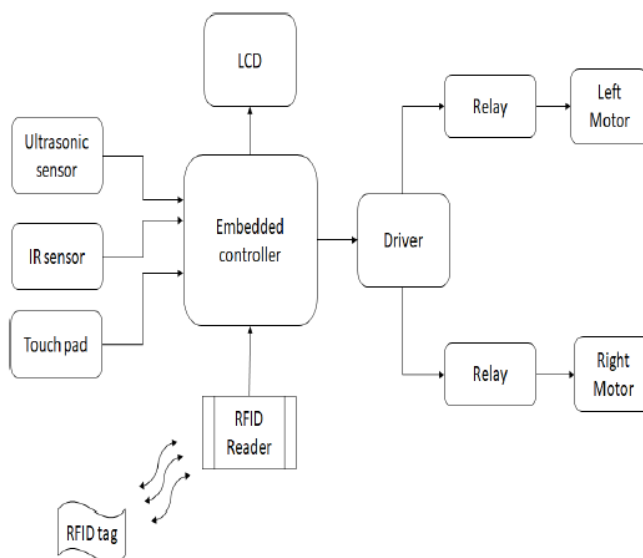 LCD
Ultrasonic
sensor
IR sensor
Touch pad
Embedded
controller
Driver
Relay
Left
Motor
Relay
Right
Motor
RFID
Reader
RFID tag